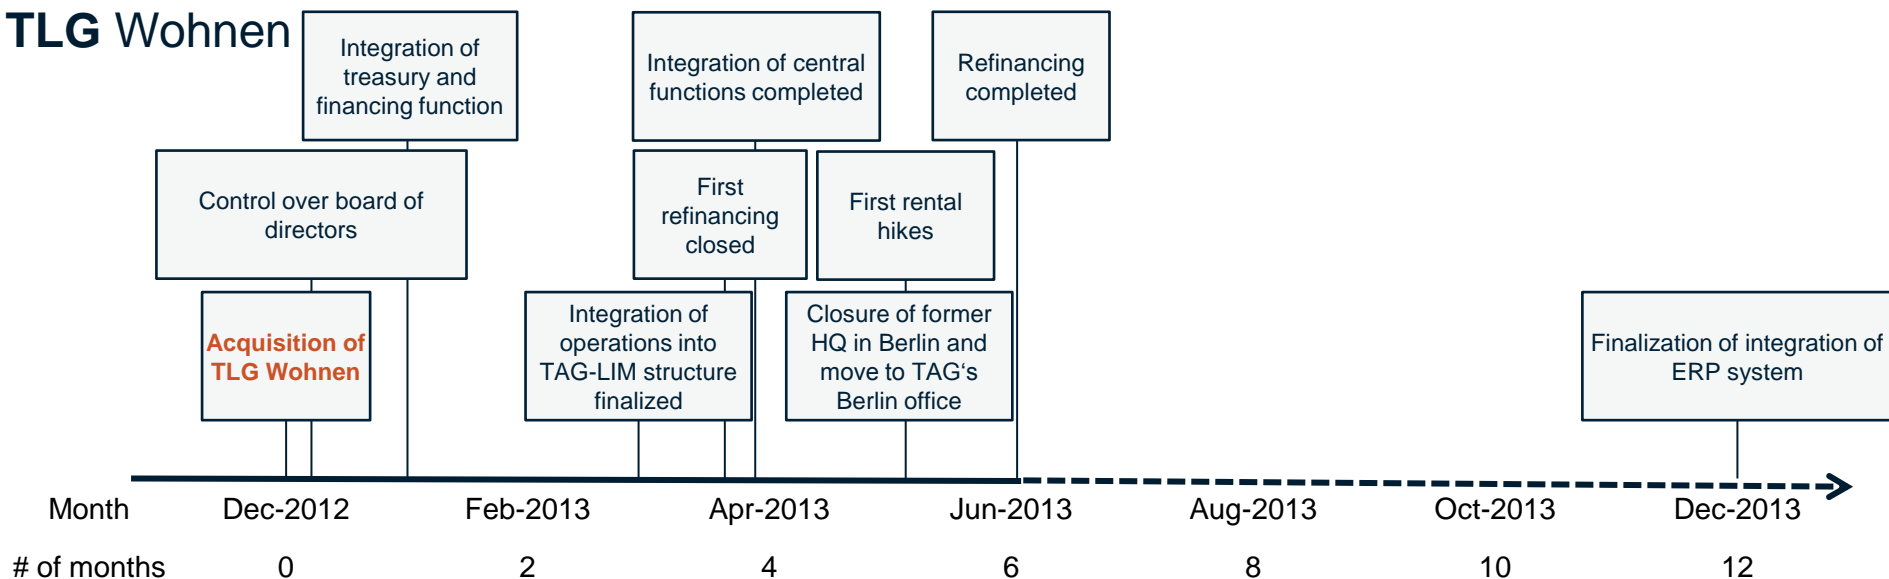 TLG Wohnen
Integration of
treasury and
financing function
Integration of central
functions completed
Refinancing
completed
Control over board of
directors
First
refinancing
closed
First rental
hikes
Acquisition of
TLG Wohnen
Integration of
operations into
TAG-LIM structure
finalized
Closure of former
HQ in Berlin and
move to TAG‘s
Berlin office
Finalization of integration of
ERP system
Month Dec-2012 Feb-2013 Apr-2013 Jun-2013 Aug-2013 Oct-2013 Dec-2013
# of months 0 2 4 6 8 10 12